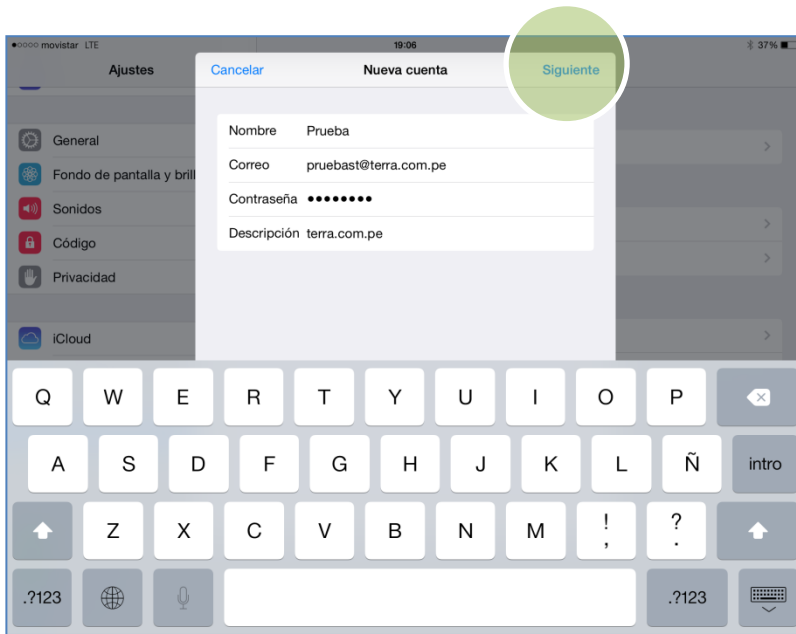 movistar LTE 19:06 37%
Ajustes Cancelar Nueva cuenta Siguiente
General
Fondo de pantalla y brill
Sonidos
Código
Privacidad
iCloud
Nombre Prueba
Correo pruebast@terra.com.pe
Contraseña ••••••••
Descripción terra.com.pe
Q W E R T Y U I O P
A S D F G H J K L Ñ intro
Z X C V B N M ! , ? .
.?123 .?123